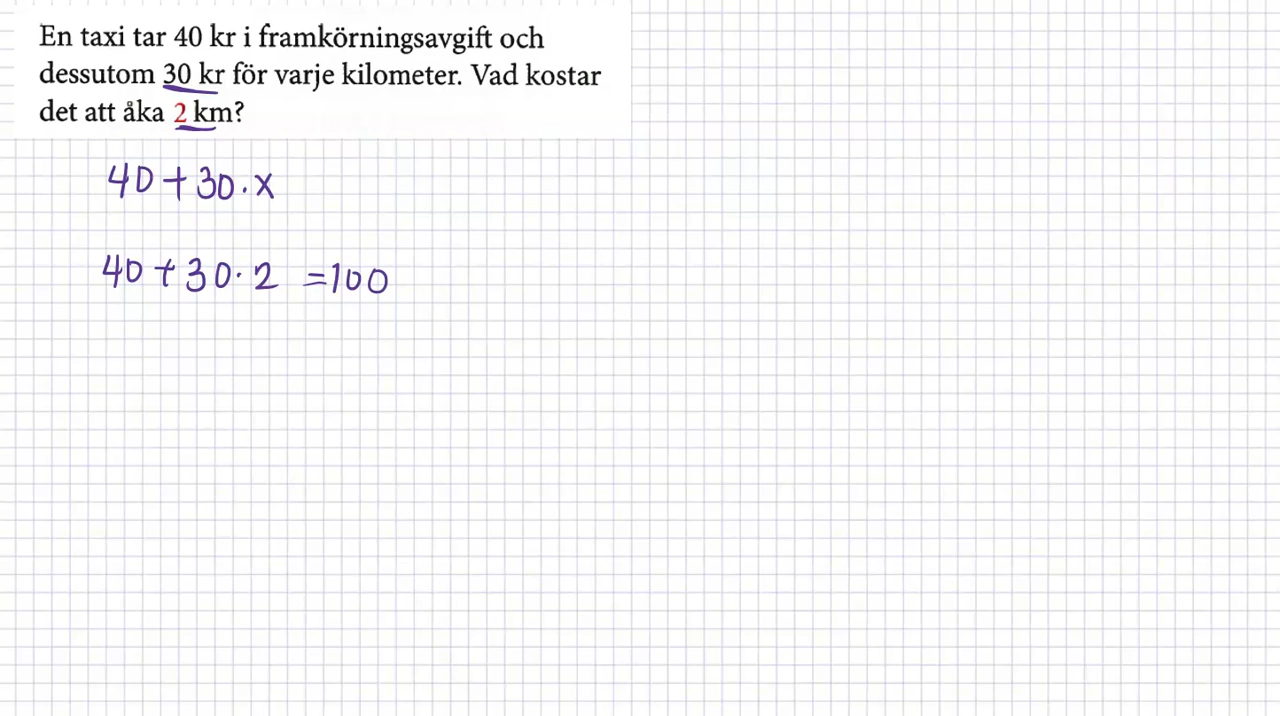 En taxi tar 40 kr i framkörningsavgift och
dessutom 30 kr för varje kilometer. Vad kostar
det att åka 2 km?
40 + 30 · x
40 + 30 · 2 = 100